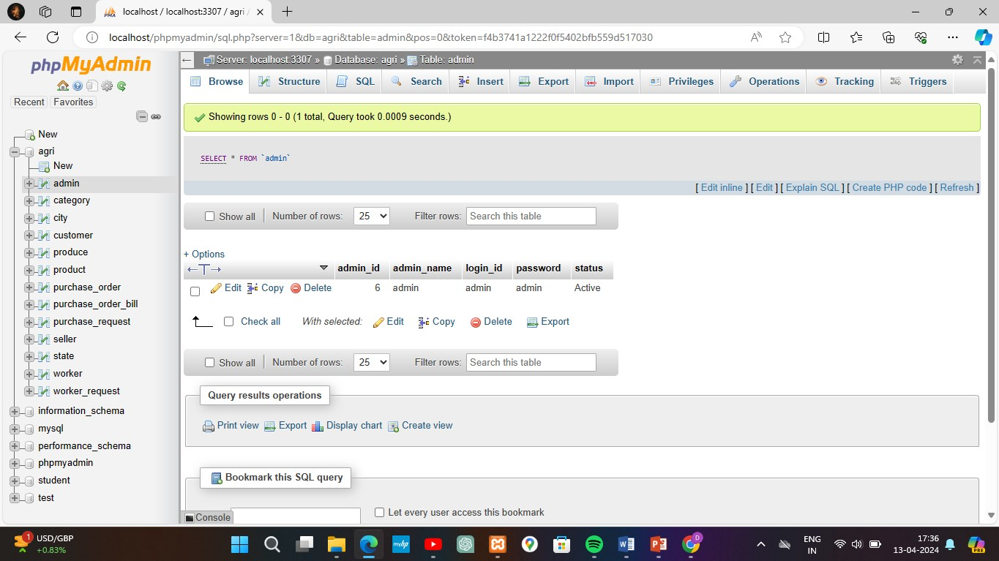 localhost / localhost:3307 / agri /
localhost/phpmyadmin/sql.php?server=1&db=agri&table=admin&pos=0&token=f4b3741a1222f0f5402bfb559d517030
phpMyAdmin
Recent Favorites
New
agri
New
admin
category
city
customer
produce
product
purchase_order
purchase_order_bill
purchase_request
seller
state
worker
worker_request
information_schema
mysql
performance_schema
phpmyadmin
student
test
Server: localhost:3307 » Database: agri » Table: admin
Browse Structure SQL Search Insert Export Import Privileges Operations Tracking Triggers
Showing rows 0 - 0 (1 total, Query took 0.0009 seconds.)
SELECT * FROM `admin`
[ Edit inline ] [ Edit ] [ Explain SQL ] [ Create PHP code ] [ Refresh ]
Show all Number of rows: 25 Filter rows: Search this table
+ Options
←T→ admin_id admin_name login_id password status
Edit Copy Delete 6 admin admin admin Active
Check all With selected: Edit Copy Delete Export
Show all Number of rows: 25 Filter rows: Search this table
Query results operations
Print view Export Display chart Create view
Bookmark this SQL query
Let every user access this bookmark
Console
1 USD/GBP
+0.83%
myhp
ENG
IN
17:36
13-04-2024
PRE